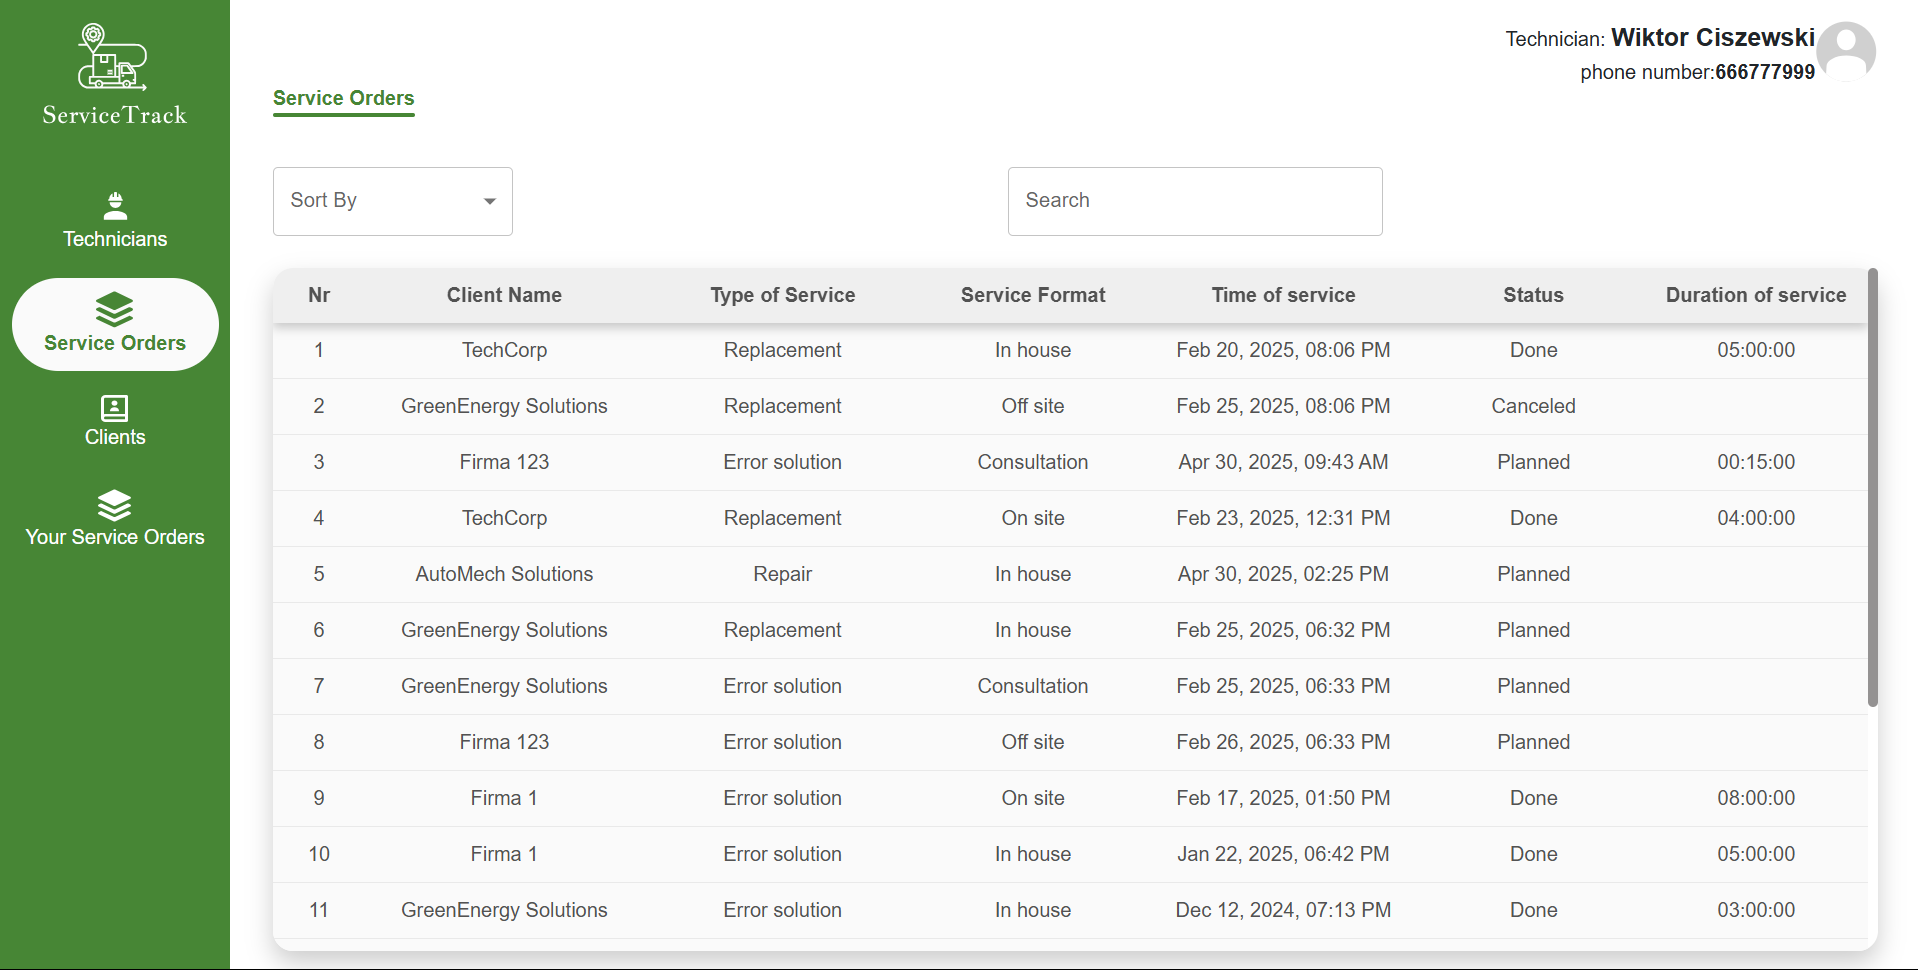 ServiceTrack
Technicians
Service Orders
Clients
Your Service Orders
Technician: Wiktor Ciszewski
phone number:666777999
Service Orders
Sort By
Search
Nr Client Name Type of Service Service Format Time of service Status Duration of service
1 TechCorp Replacement In house Feb 20, 2025, 08:06 PM Done 05:00:00
2 GreenEnergy Solutions Replacement Off site Feb 25, 2025, 08:06 PM Canceled
3 Firma 123 Error solution Consultation Apr 30, 2025, 09:43 AM Planned 00:15:00
4 TechCorp Replacement On site Feb 23, 2025, 12:31 PM Done 04:00:00
5 AutoMech Solutions Repair In house Apr 30, 2025, 02:25 PM Planned
6 GreenEnergy Solutions Replacement In house Feb 25, 2025, 06:32 PM Planned
7 GreenEnergy Solutions Error solution Consultation Feb 25, 2025, 06:33 PM Planned
8 Firma 123 Error solution Off site Feb 26, 2025, 06:33 PM Planned
9 Firma 1 Error solution On site Feb 17, 2025, 01:50 PM Done 08:00:00
10 Firma 1 Error solution In house Jan 22, 2025, 06:42 PM Done 05:00:00
11 GreenEnergy Solutions Error solution In house Dec 12, 2024, 07:13 PM Done 03:00:00